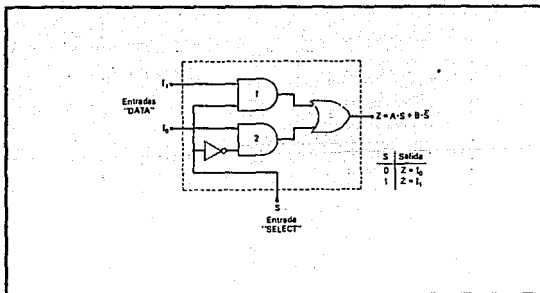 I₁
1
Entradas
"DATA"
I₀
2
Z = A·S + B·S̅
S Salida
0 Z = I₀
1 Z = I₁
S
Entrada
"SELECT"